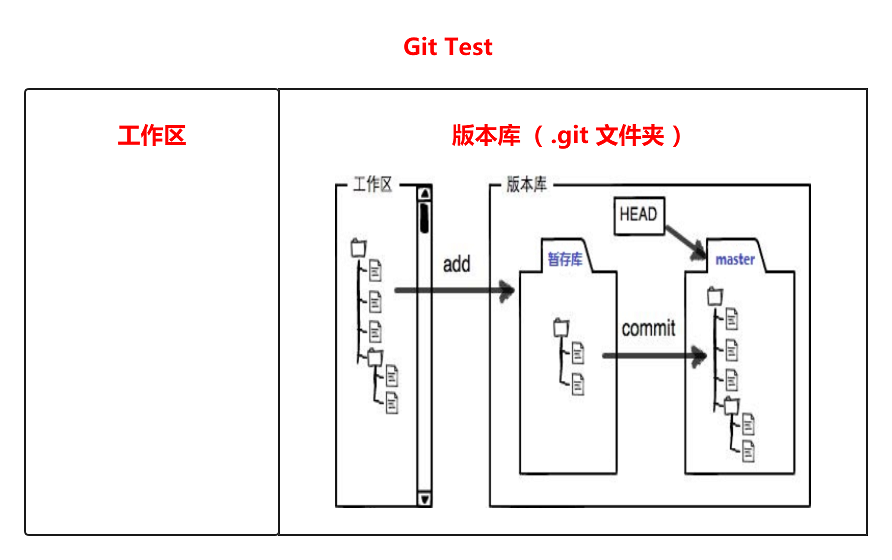 Git Test
工作区
版本库（.git 文件夹）
工作区
版本库
HEAD
暂存库
master
add
commit